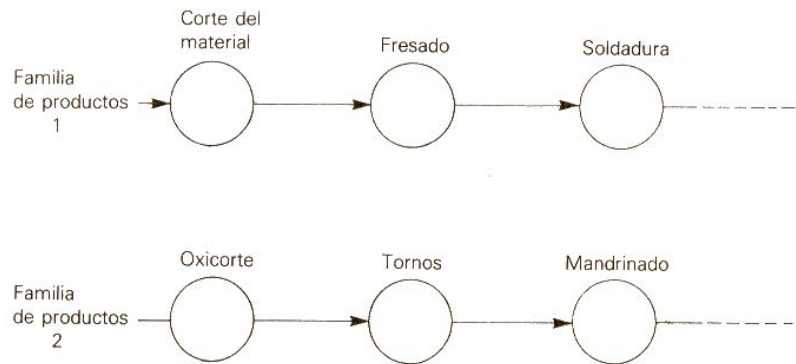 Corte del
material
Fresado
Soldadura
Familia
de productos
1
Oxicorte
Tornos
Mandrinado
Familia
de productos
2